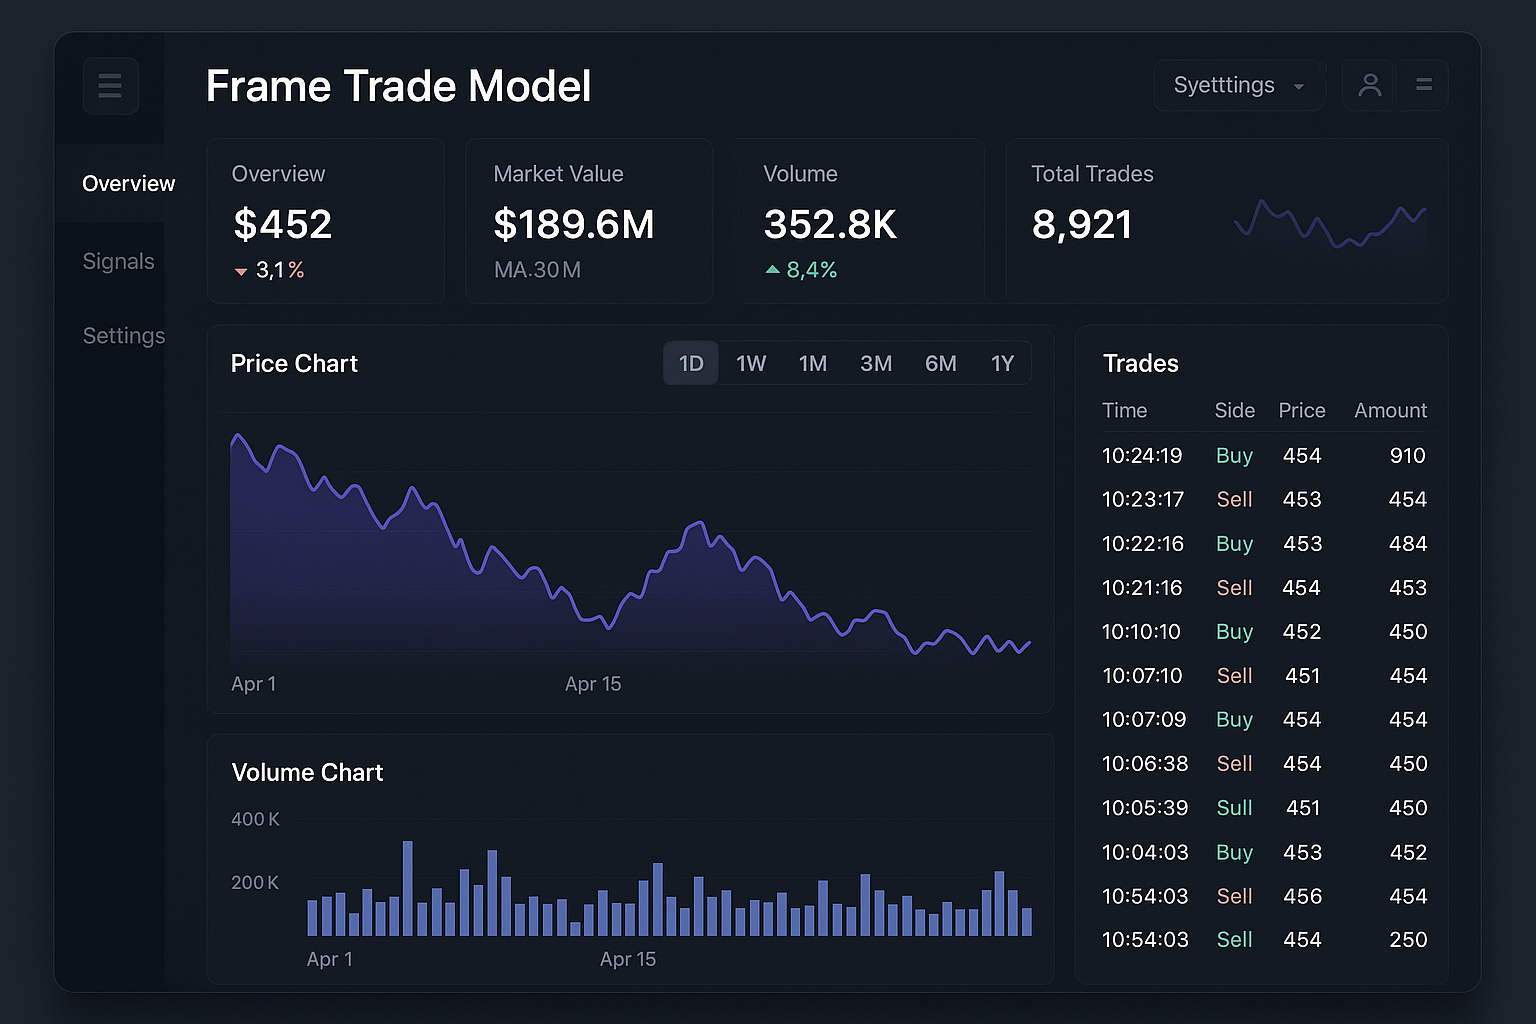 Frame Trade Model
Syetttings
Overview
Signals
Settings
Overview
$452
3,1%
Market Value
$189.6M
MA.30M
Volume
352.8K
8,4%
Total Trades
8,921
Price Chart
1D 1W 1M 3M 6M 1Y
Apr 1 Apr 15
Volume Chart
400K
200K
Apr 1 Apr 15
Trades
Time Side Price Amount
10:24:19 Buy 454 910
10:23:17 Sell 453 454
10:22:16 Buy 453 484
10:21:16 Sell 454 453
10:10:10 Buy 452 450
10:07:10 Sell 451 454
10:07:09 Buy 454 454
10:06:38 Sell 454 450
10:05:39 Sull 451 450
10:04:03 Buy 453 452
10:54:03 Sell 456 454
10:54:03 Sell 454 250